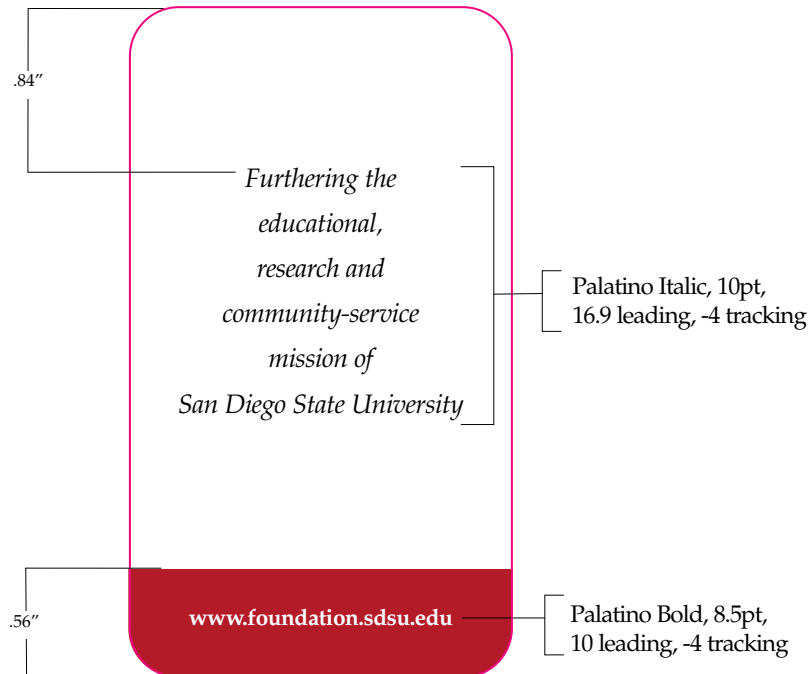 .84”
Furthering the
educational,
research and
community-service
mission of
San Diego State University
Palatino Italic, 10pt,
16.9 leading, -4 tracking
.56”
www.foundation.sdsu.edu
Palatino Bold, 8.5pt,
10 leading, -4 tracking